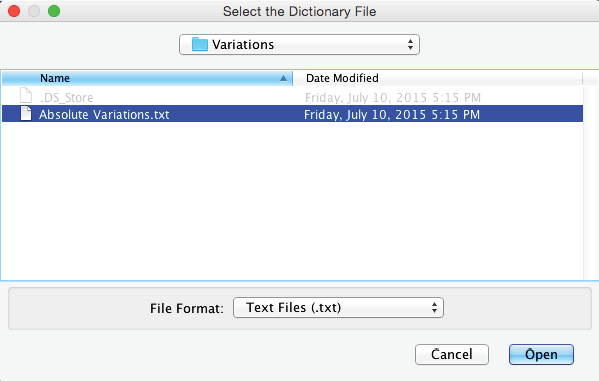 Select the Dictionary File
Variations
Name Date Modified
.DS_Store Friday, July 10, 2015 5:15 PM
Absolute Variations.txt Friday, July 10, 2015 5:15 PM
File Format: Text Files (.txt)
Cancel Open